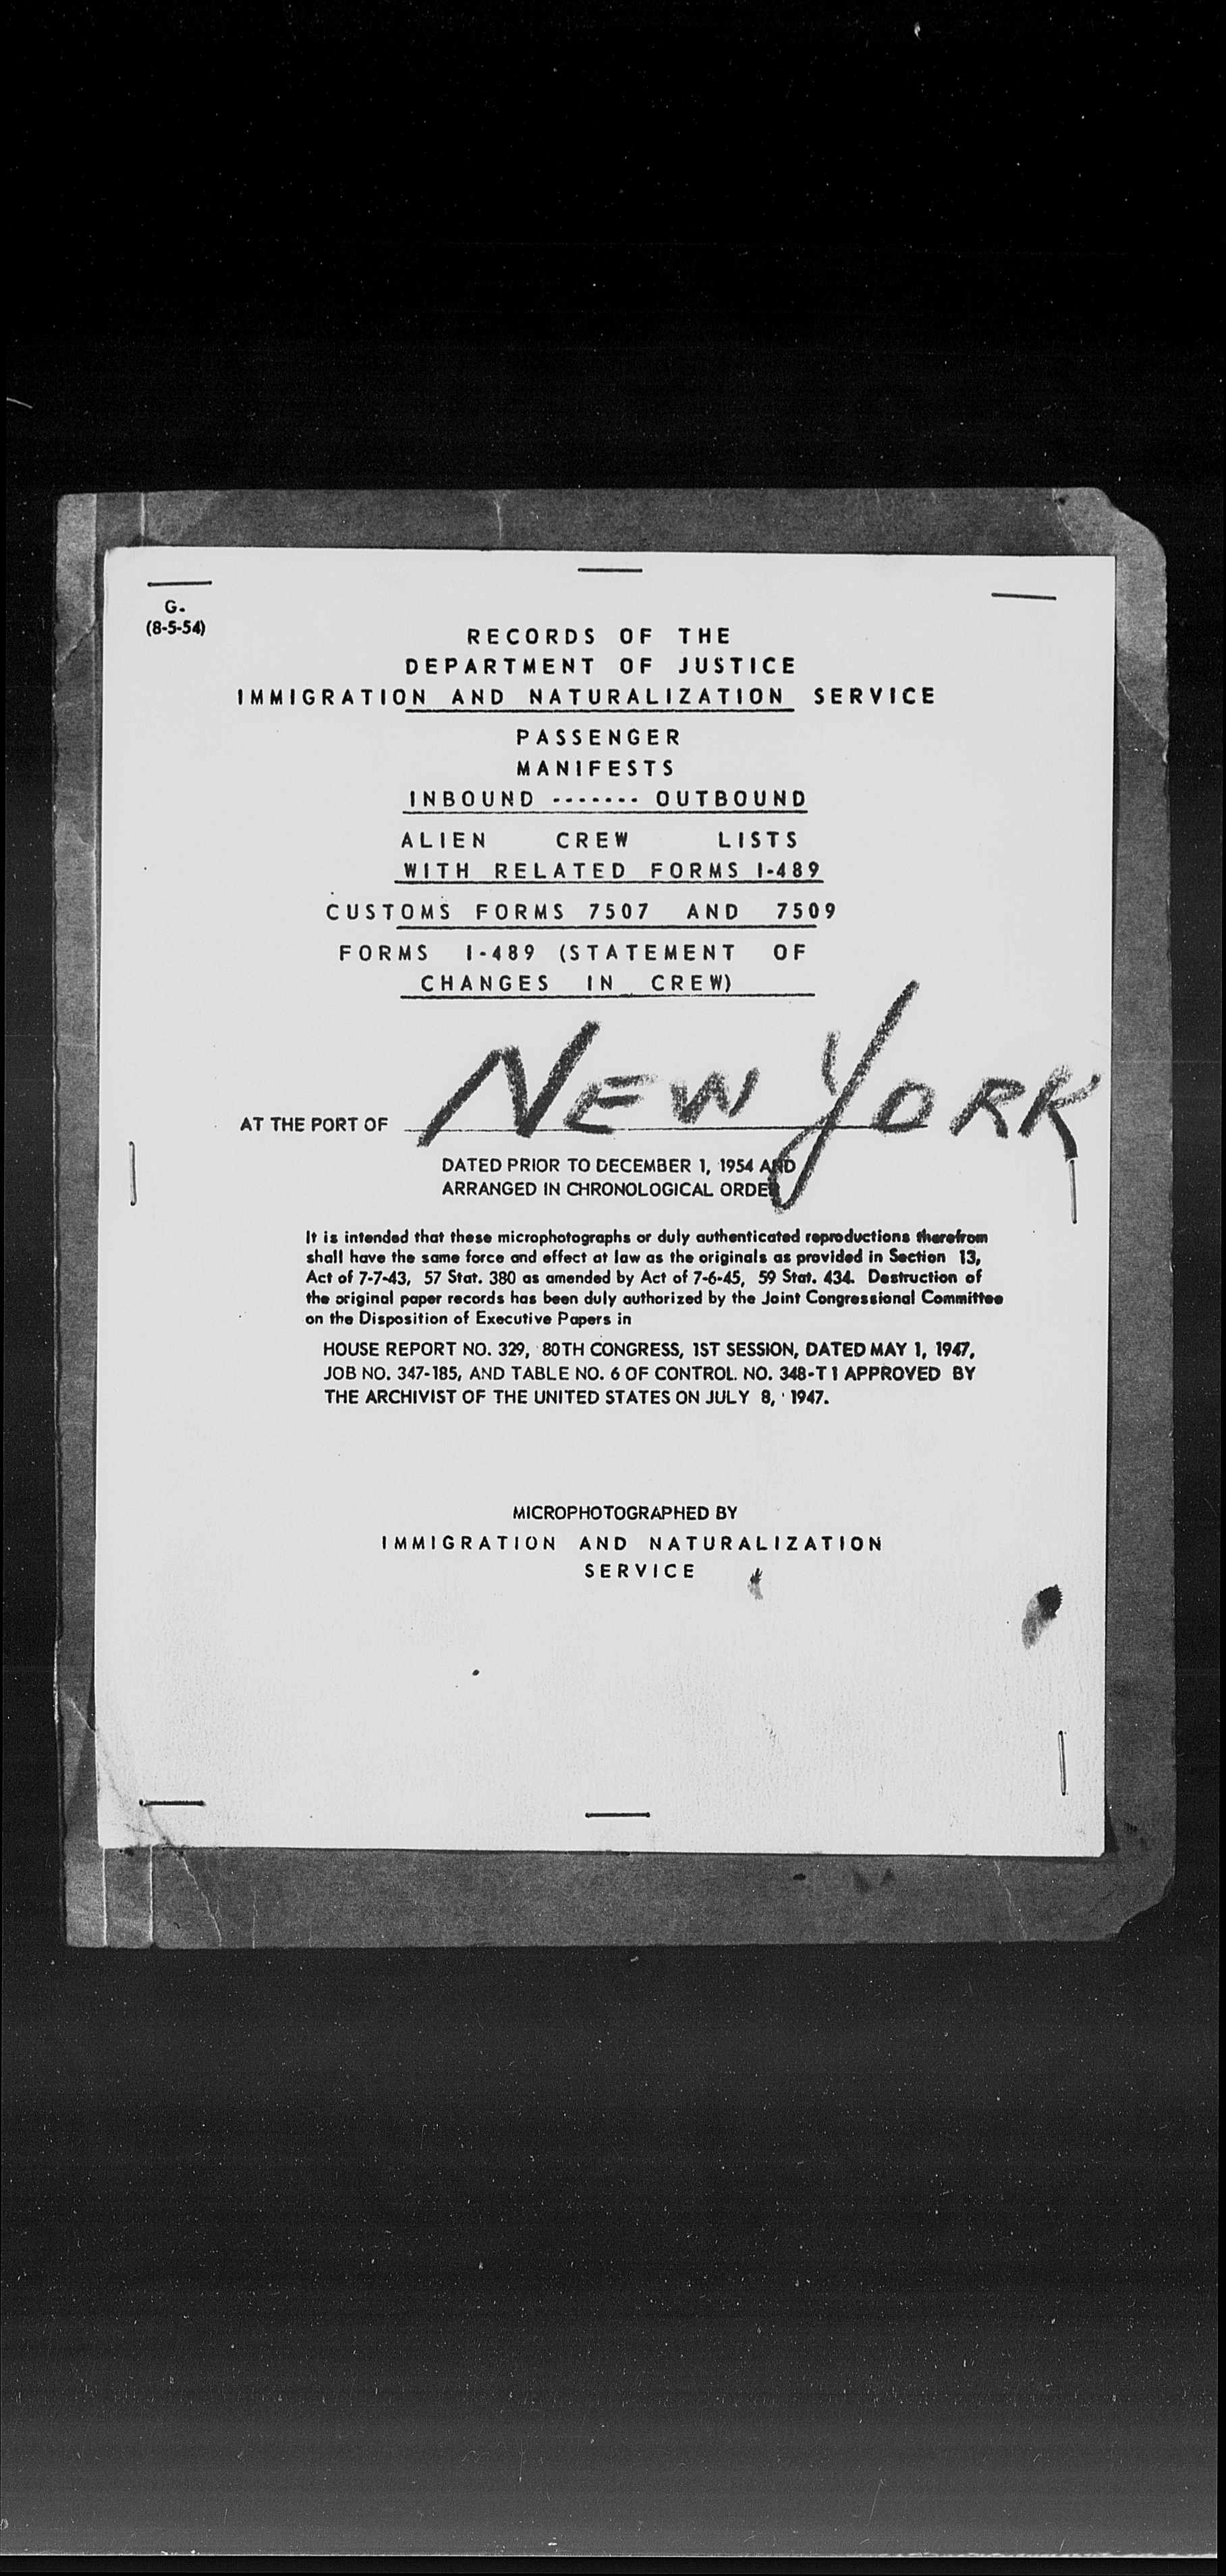 G.
(8-5-54)
RECORDS OF THE
DEPARTMENT OF JUSTICE
IMMIGRATION AND NATURALIZATION SERVICE
PASSENGER
MANIFESTS
INBOUND ------- OUTBOUND
ALIEN CREW LISTS
WITH RELATED FORMS I-489
CUSTOMS FORMS 7507 AND 7509
FORMS I-489 (STATEMENT OF
CHANGES IN CREW)
AT THE PORT OF NEW YORK
DATED PRIOR TO DECEMBER 1, 1954 AND
ARRANGED IN CHRONOLOGICAL ORDER
It is intended that these microphotographs or duly authenticated reproductions therefrom
shall have the same force and effect at law as the originals as provided in Section 13,
Act of 7-7-43, 57 Stat. 380 as amended by Act of 7-6-45, 59 Stat. 434. Destruction of
the original paper records has been duly authorized by the Joint Congressional Committee
on the Disposition of Executive Papers in
HOUSE REPORT NO. 329, 80TH CONGRESS, 1ST SESSION, DATED MAY 1, 1947,
JOB NO. 347-185, AND TABLE NO. 6 OF CONTROL. NO. 348-T1 APPROVED BY
THE ARCHIVIST OF THE UNITED STATES ON JULY 8, 1947.
MICROPHOTOGRAPHED BY
IMMIGRATION AND NATURALIZATION
SERVICE